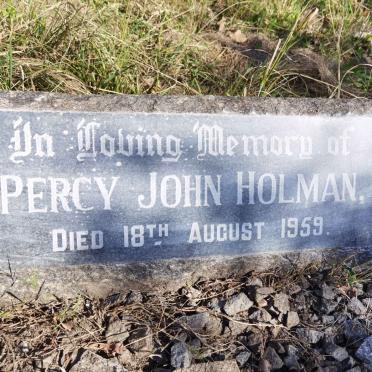 In Loving Memory of
PERCY JOHN HOLMAN,
DIED 18TH AUGUST 1959.